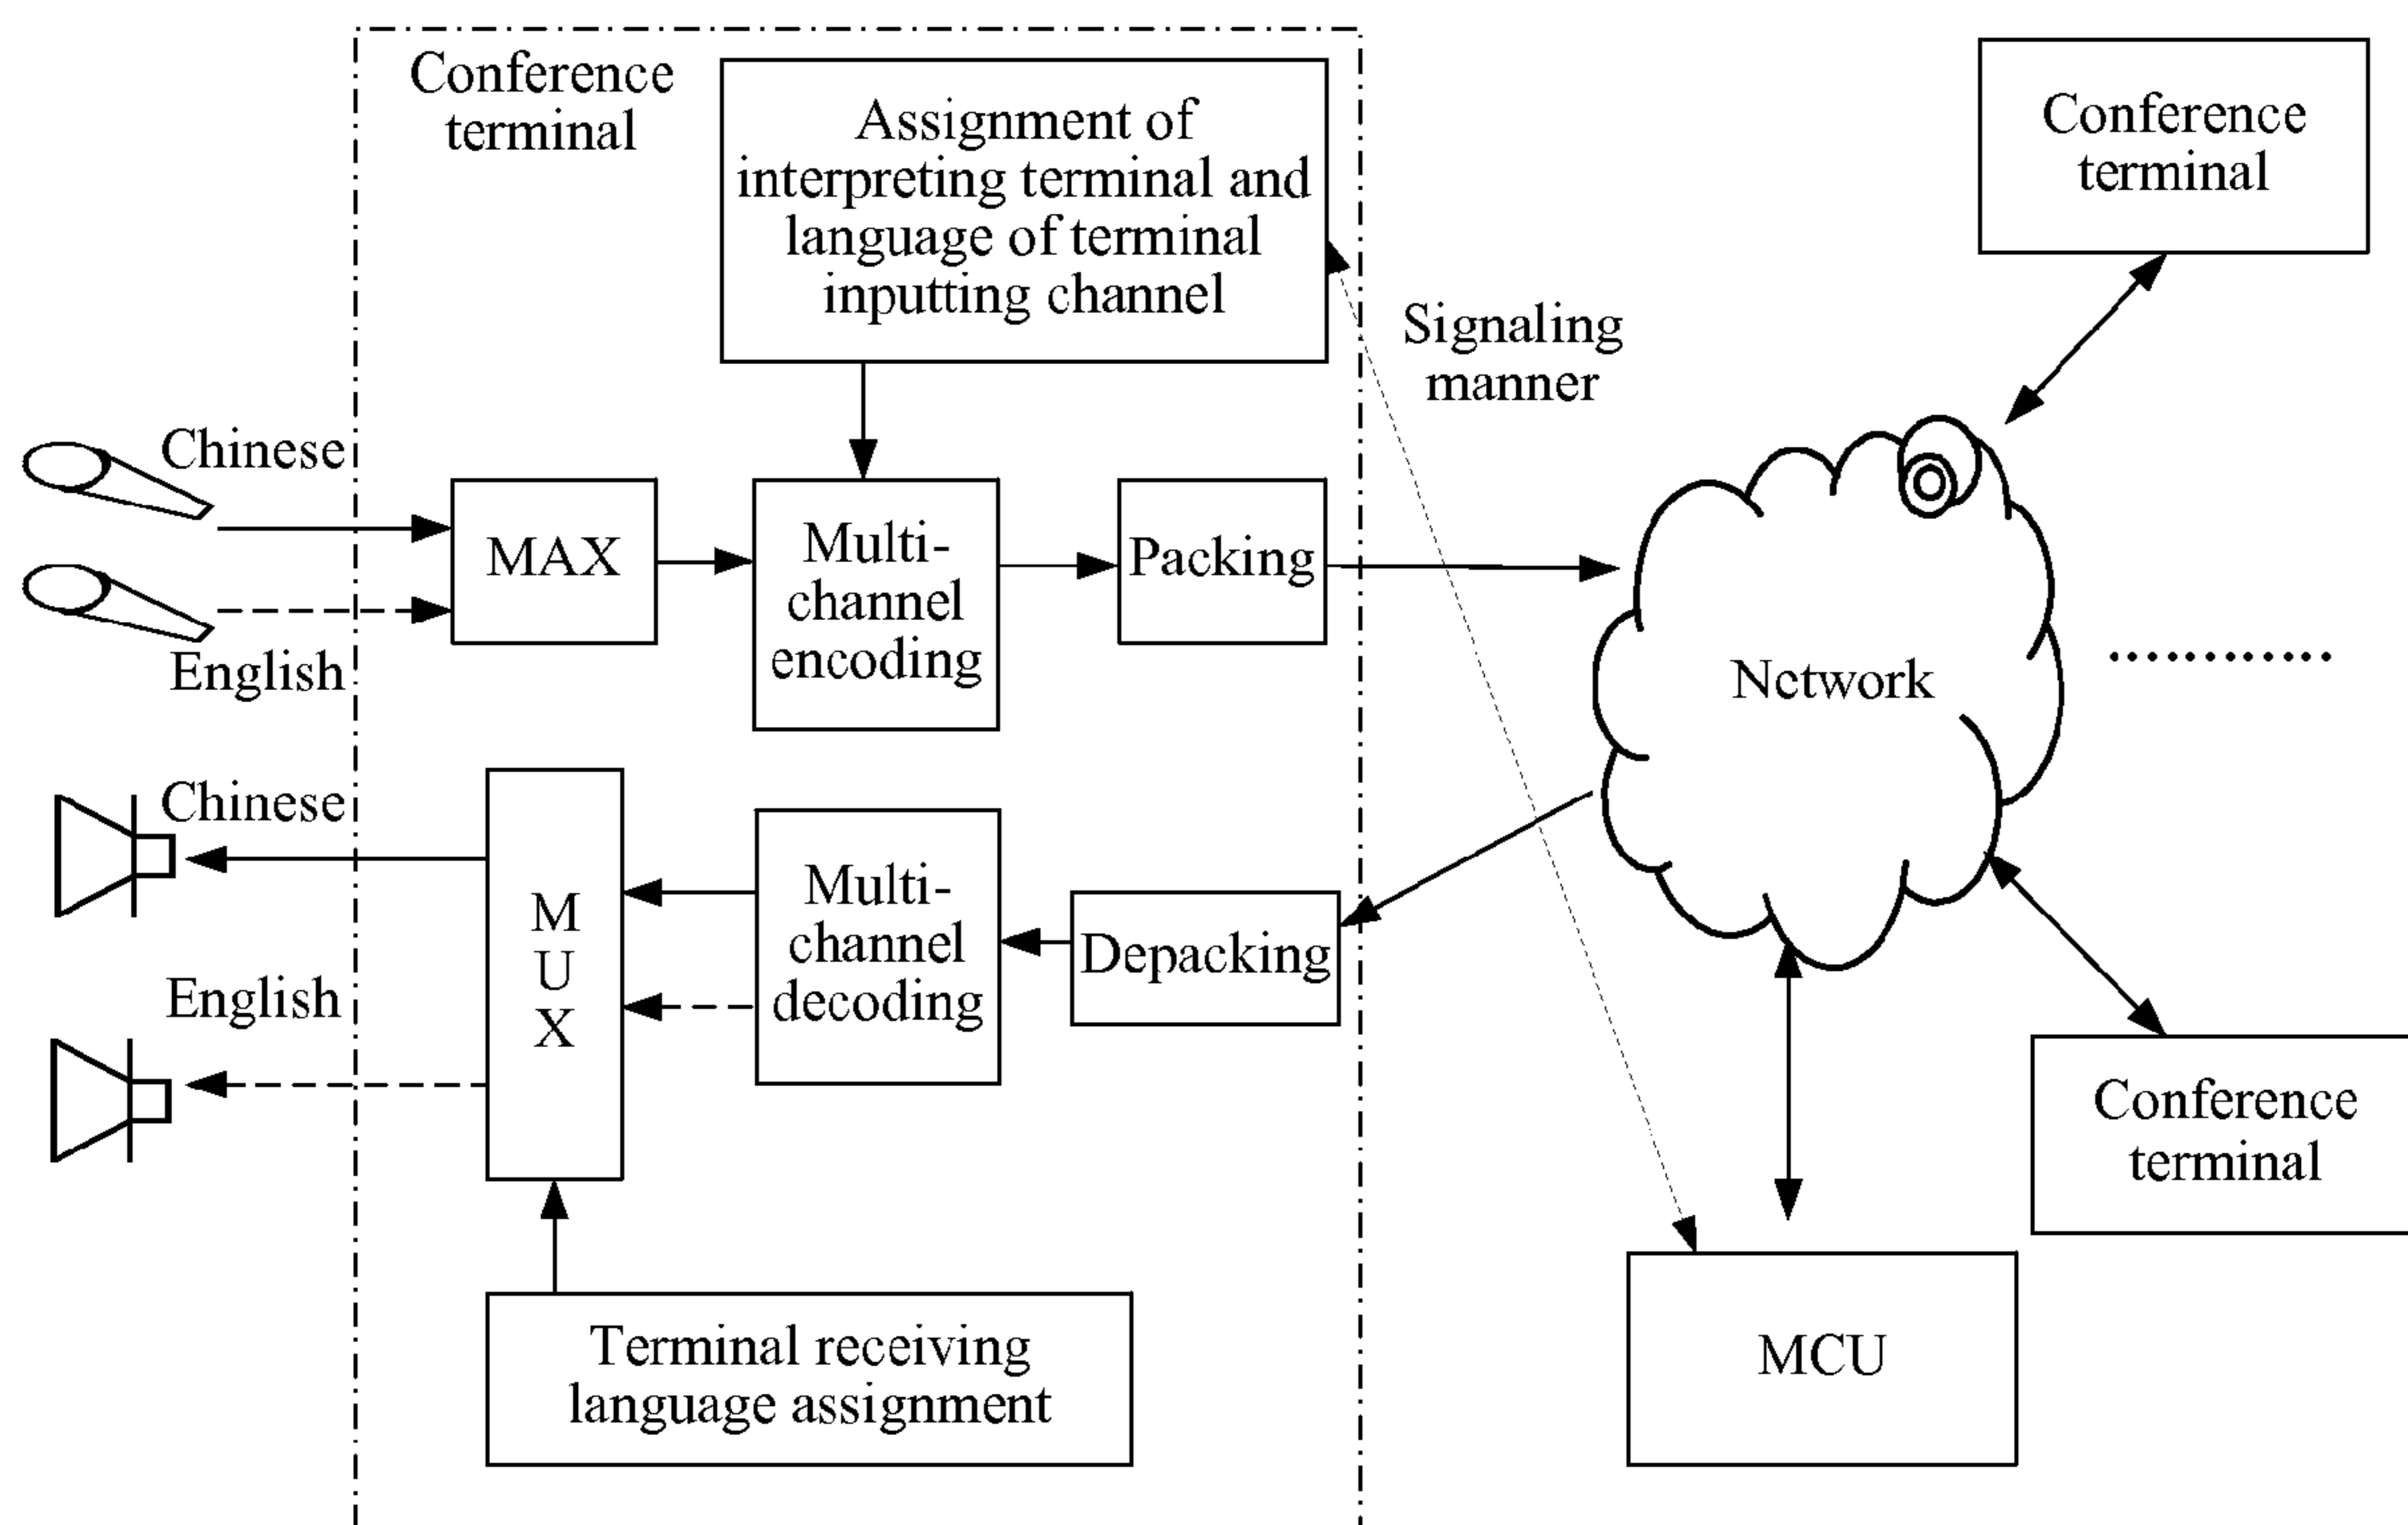 Conference
terminal
Assignment of
interpreting terminal and
language of terminal
inputting channel
Conference
terminal
Signaling
manner
Chinese
English
MAX
Multi-
channel
encoding
Packing
Network
Chinese
English
M
U
X
Multi-
channel
decoding
Depacking
Conference
terminal
Terminal receiving
language assignment
MCU